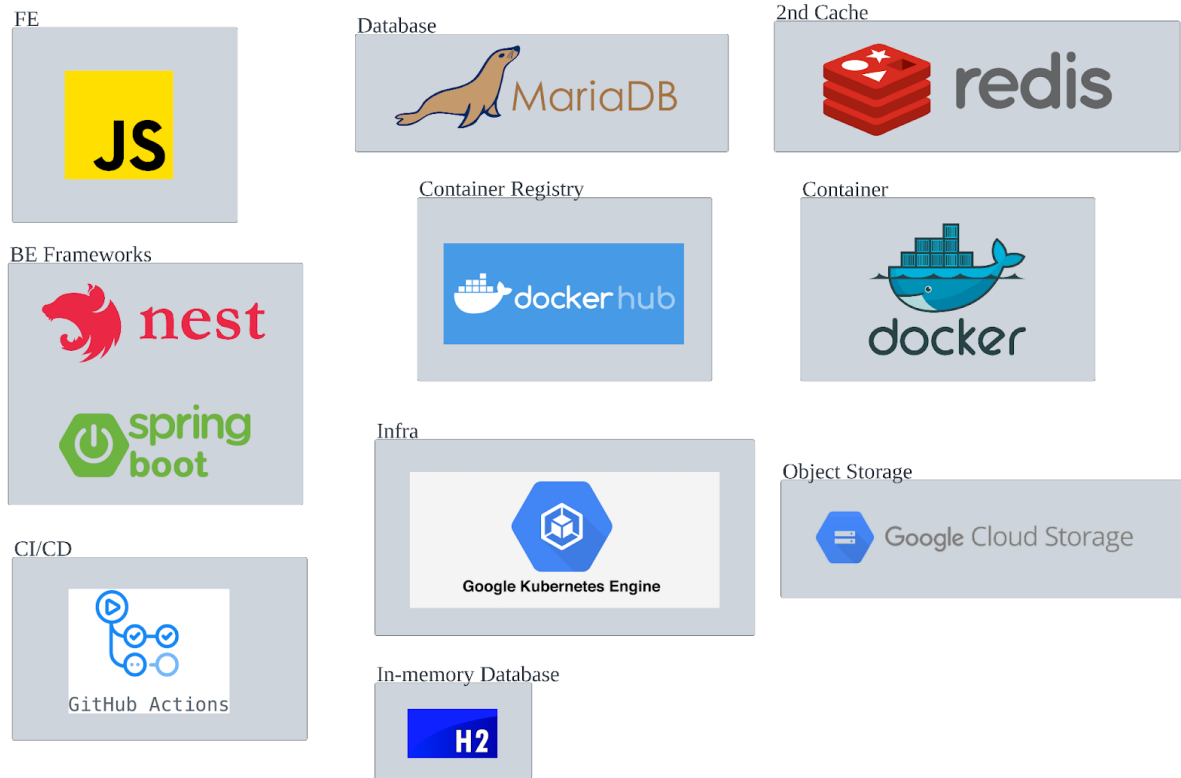 FE
JS
Database
MariaDB
2nd Cache
redis
Container Registry
dockerhub
Container
docker
BE Frameworks
nest
spring
boot
Infra
Google Kubernetes Engine
Object Storage
Google Cloud Storage
CI/CD
GitHub Actions
In-memory Database
H2